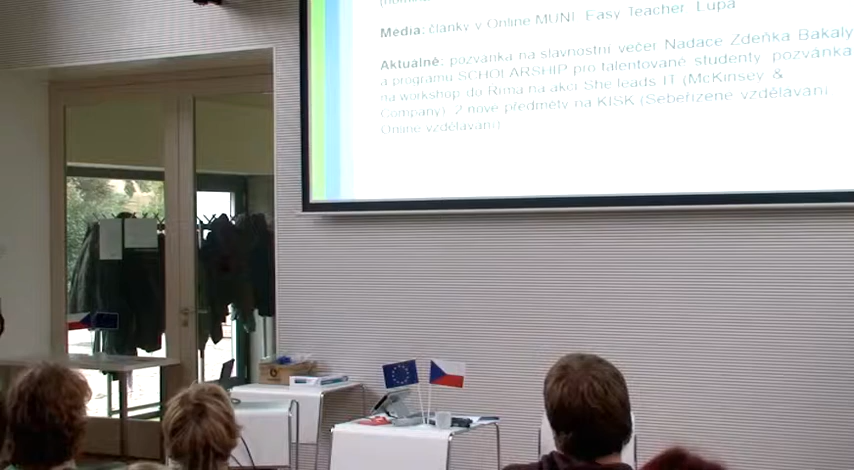 Media: články v Online MUNI, Easy Teacher, Lupa
Aktuálně: pozvánka na slavnostní večer Nadace Zdeňka Bakaly
a programu SCHOLARSHIP pro talentované studenty, pozvánka
na workshop do Říma na akci She leads IT (McKinsey &
Company), 2 nové předměty na KISK (Sebeřízené vzdělávání
Online vzdělávání)